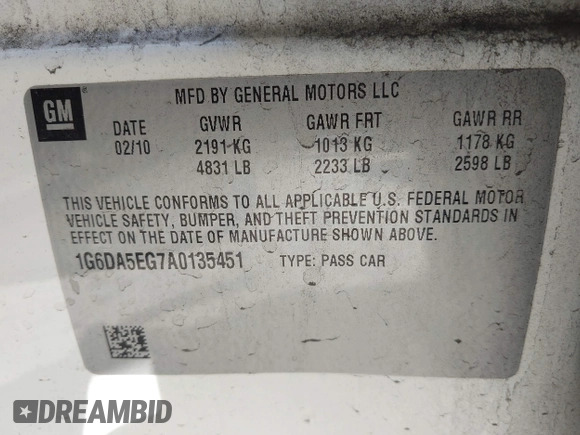 GM
MFD BY GENERAL MOTORS LLC
DATE GVWR GAWR FRT GAWR RR
02/10 2191 KG 1013 KG 1178 KG
4831 LB 2233 LB 2598 LB
THIS VEHICLE CONFORMS TO ALL APPLICABLE U.S. FEDERAL MOTOR
VEHICLE SAFETY, BUMPER, AND THEFT PREVENTION STANDARDS IN
EFFECT ON THE DATE OF MANUFACTURE SHOWN ABOVE.
1G6DA5EG7A0135451 TYPE: PASS CAR
DREAMBID